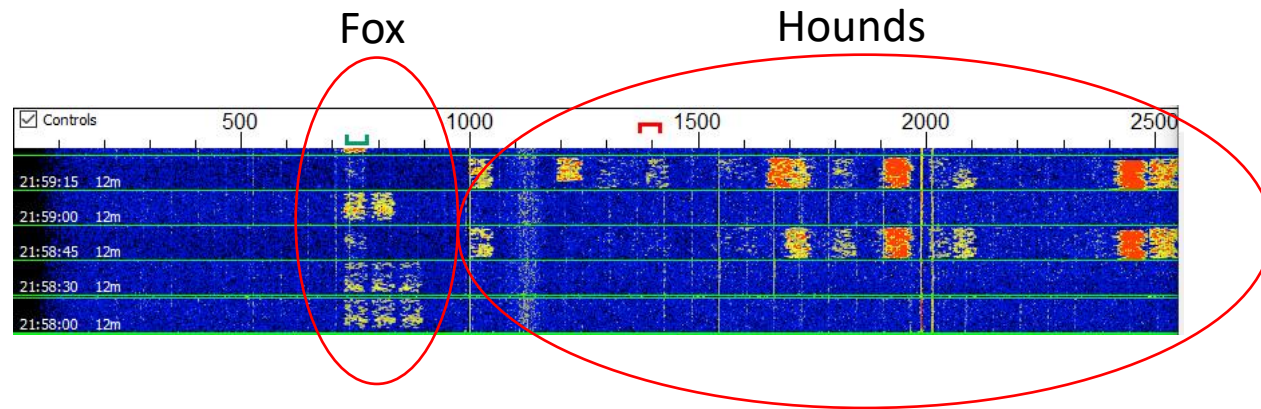 Fox Hounds
Controls 500 1000 1500 2000 2500
21:59:15 12m
21:59:00 12m
21:58:45 12m
21:58:30 12m
21:58:00 12m